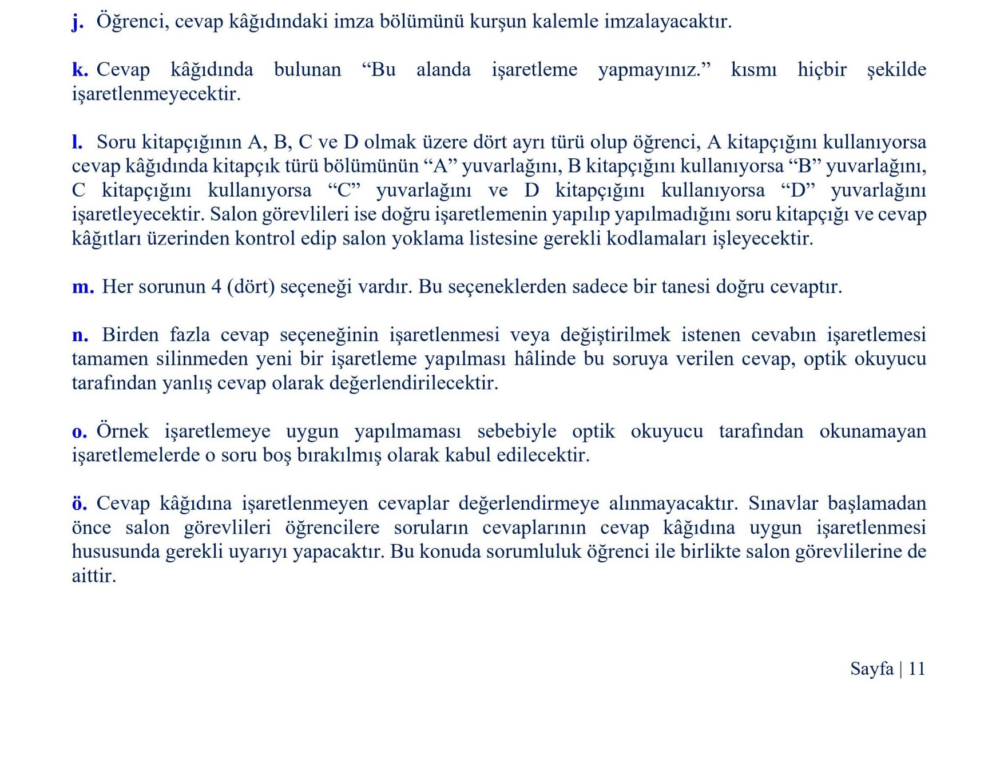 j. Öğrenci, cevap kâğıdındaki imza bölümünü kurşun kalemle imzalayacaktır.
k. Cevap kâğıdında bulunan “Bu alanda işaretleme yapmayınız.” kısmı hiçbir şekilde
işaretlenmeyecektir.
l. Soru kitapçığının A, B, C ve D olmak üzere dört ayrı türü olup öğrenci, A kitapçığını kullanıyorsa
cevap kâğıdında kitapçık türü bölümünün “A” yuvarlağını, B kitapçığını kullanıyorsa “B” yuvarlağını,
C kitapçığını kullanıyorsa “C” yuvarlağını ve D kitapçığını kullanıyorsa “D” yuvarlağını
işaretleyecektir. Salon görevlileri ise doğru işaretlemenin yapılıp yapılmadığını soru kitapçığı ve cevap
kâğıtları üzerinden kontrol edip salon yoklama listesine gerekli kodlamaları işleyecektir.
m. Her sorunun 4 (dört) seçeneği vardır. Bu seçeneklerden sadece bir tanesi doğru cevaptır.
n. Birden fazla cevap seçeneğinin işaretlenmesi veya değiştirilmek istenen cevabın işaretlemesi
tamamen silinmeden yeni bir işaretleme yapılması hâlinde bu soruya verilen cevap, optik okuyucu
tarafından yanlış cevap olarak değerlendirilecektir.
o. Örnek işaretlemeye uygun yapılmaması sebebiyle optik okuyucu tarafından okunamayan
işaretlemelerde o soru boş bırakılmış olarak kabul edilecektir.
ö. Cevap kâğıdına işaretlenmeyen cevaplar değerlendirmeye alınmayacaktır. Sınavlar başlamadan
önce salon görevlileri öğrencilere soruların cevaplarının cevap kâğıdına uygun işaretlenmesi
hususunda gerekli uyarıyı yapacaktır. Bu konuda sorumluluk öğrenci ile birlikte salon görevlilerine de
aittir.
Sayfa | 11